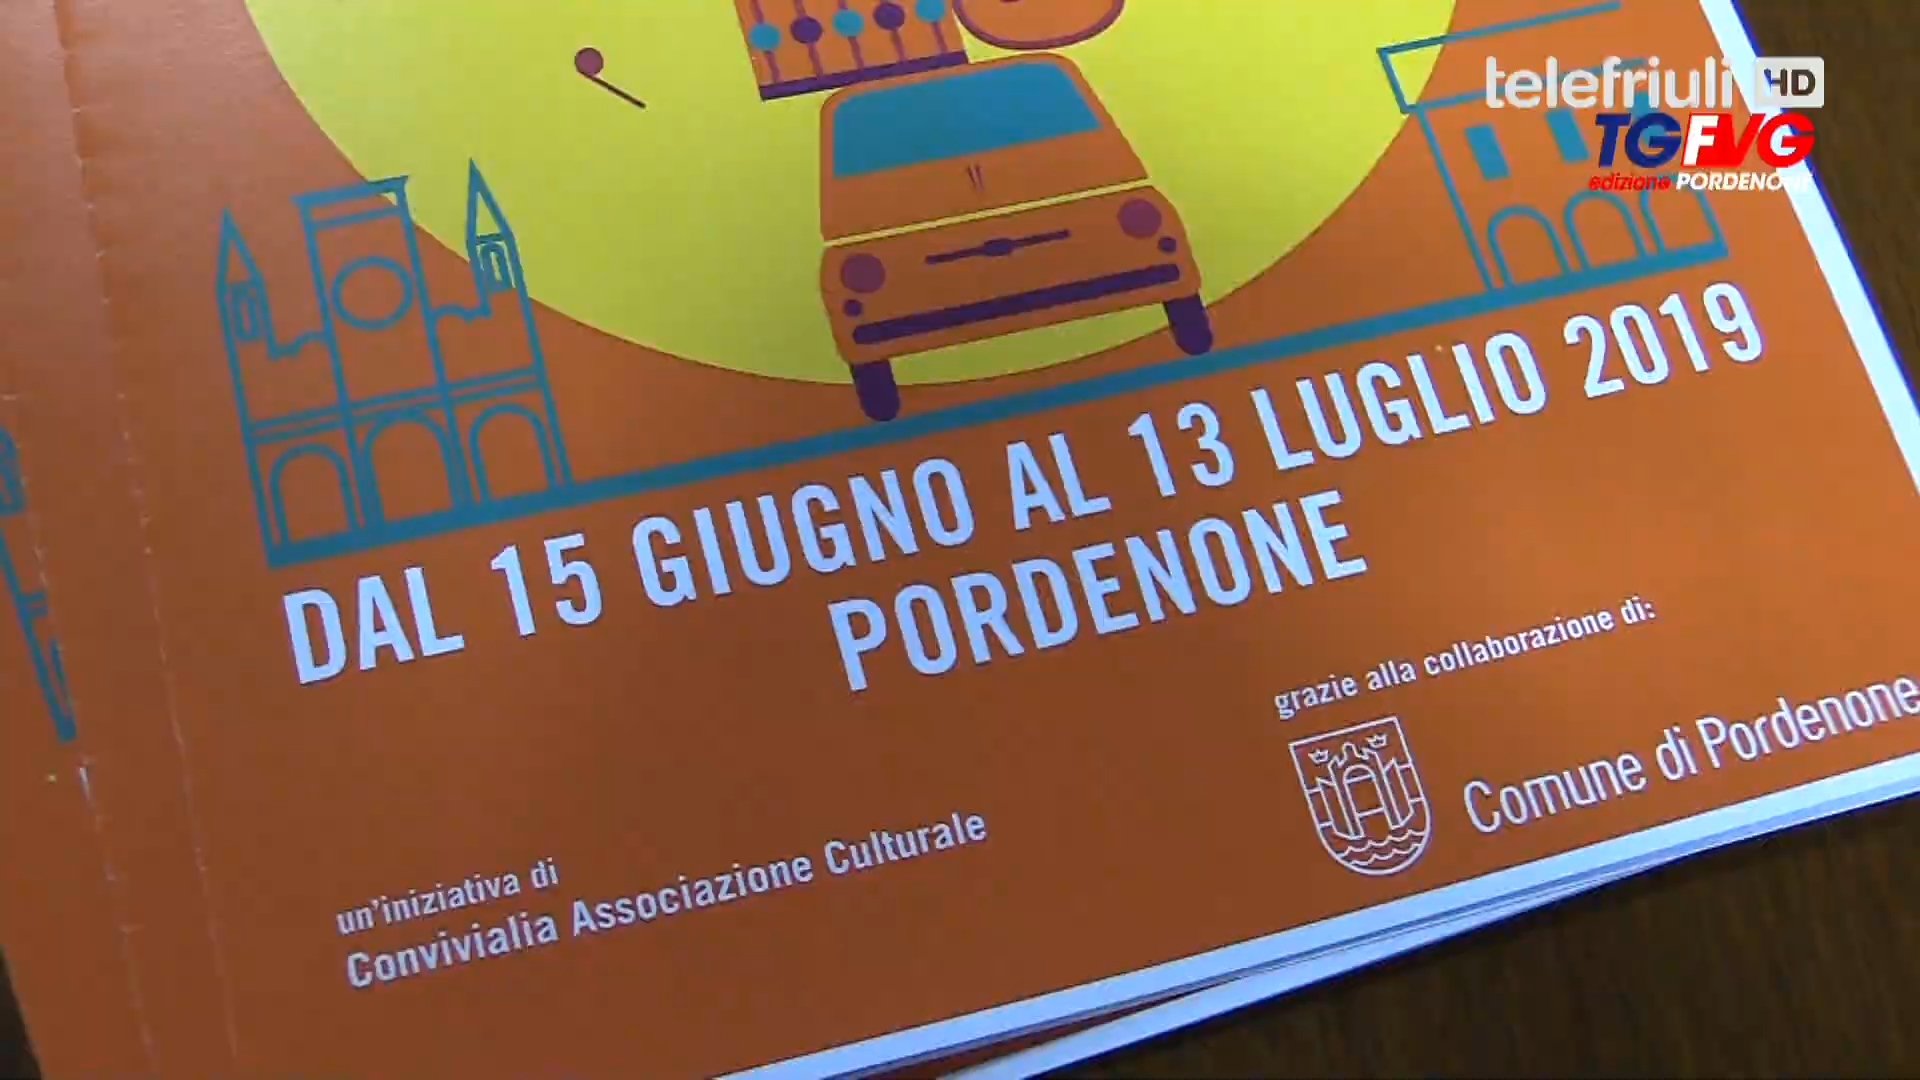 telefriuli HD
TGFVG
edizione PORDENONE
DAL 15 GIUGNO AL 13 LUGLIO 2019
PORDENONE
grazie alla collaborazione di:
Comune di Pordenone
un'iniziativa di
Convivialia Associazione Culturale